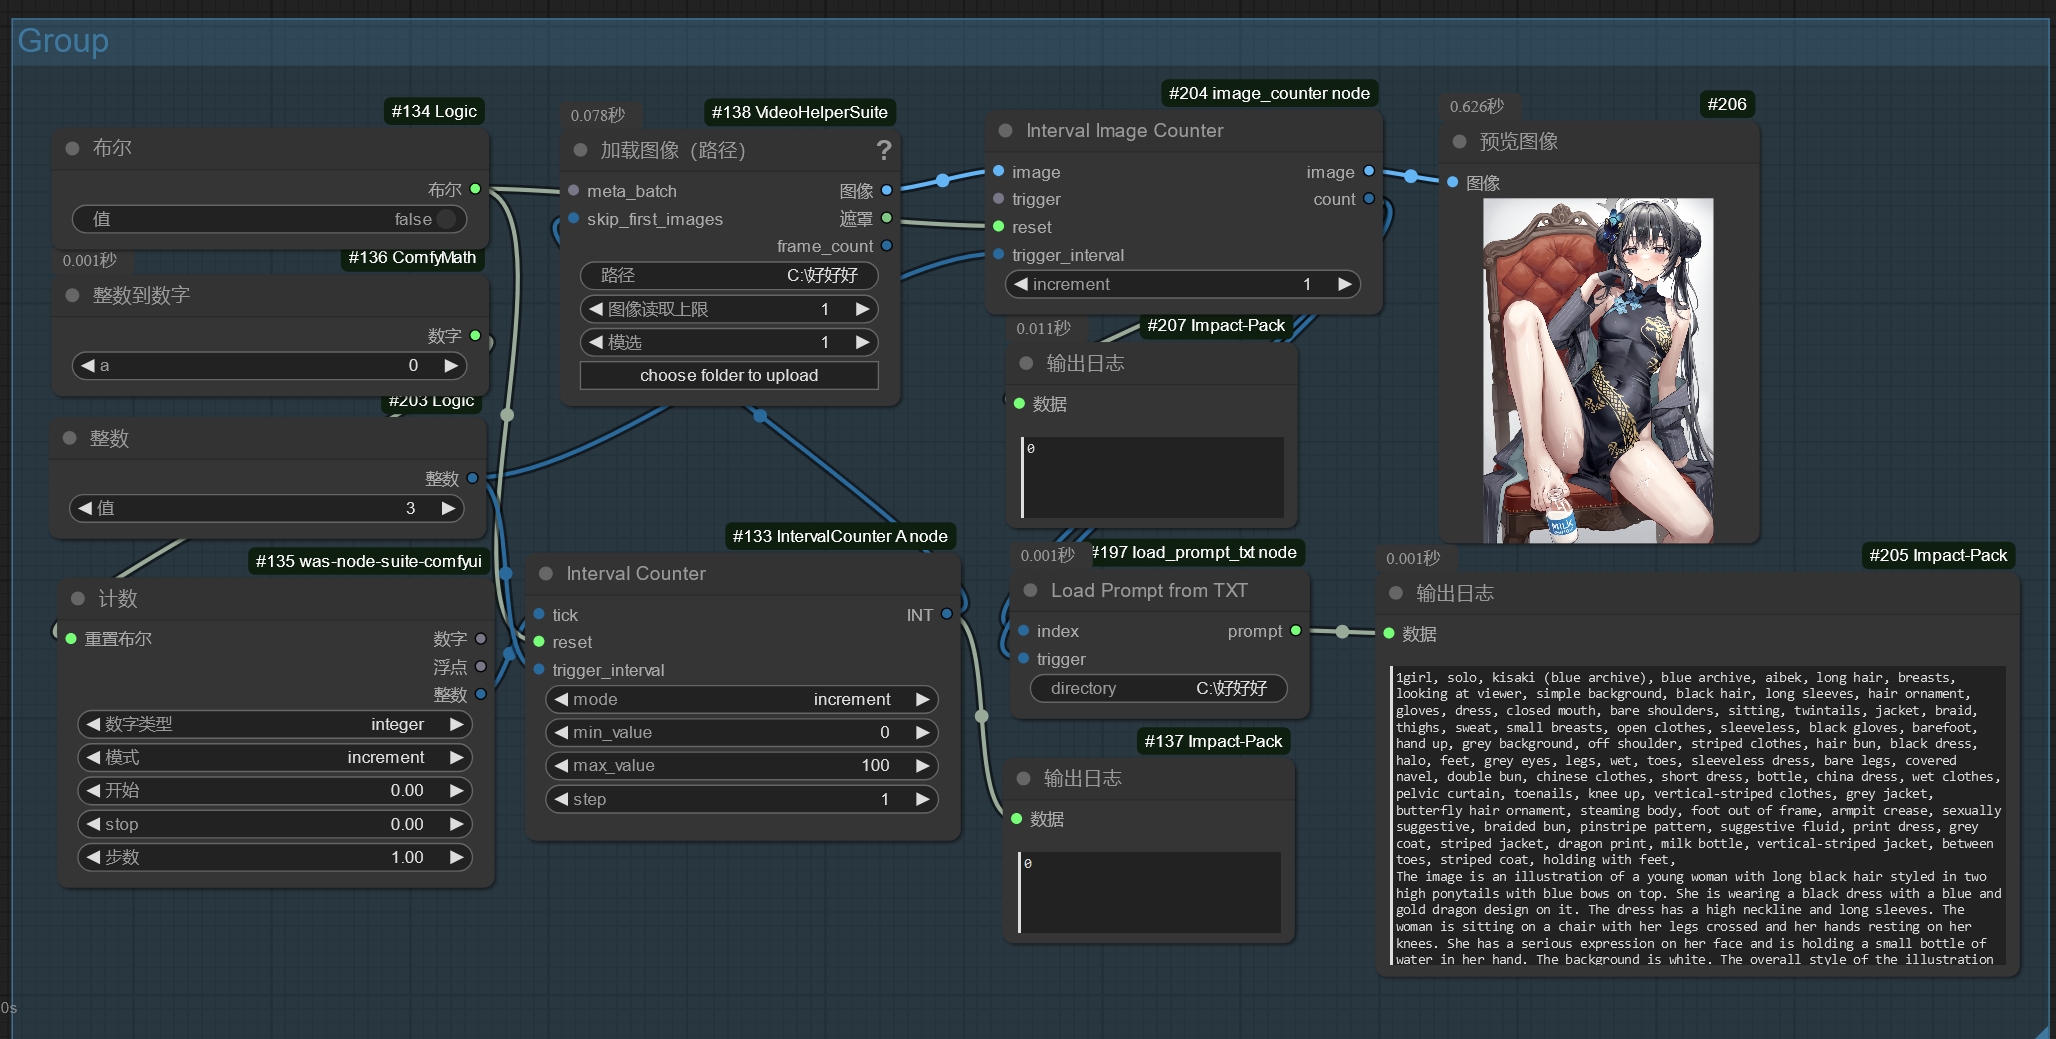 Group
#134 Logic
布尔
布尔
值 false
0.001秒
#136 ComfyMath
整数到数字
数字
a 0
#203 Logic
整数
整数
值 3
#135 was-node-suite-comfyui
计数
重置布尔 数字
浮点
整数
数字类型 integer
模式 increment
开始 0.00
stop 0.00
步数 1.00
0.078秒
#138 VideoHelperSuite
加载图像（路径） ?
meta_batch 图像
skip_first_images 遮罩
frame_count
路径 C:\好好好
图像读取上限 1
模选 1
choose folder to upload
#133 IntervalCounter A node
Interval Counter
tick INT
reset
trigger_interval
mode increment
min_value 0
max_value 100
step 1
#204 image_counter node
Interval Image Counter
image image
trigger count
reset
trigger_interval
increment 1
0.011秒
#207 Impact-Pack
输出日志
数据
0
0.001秒
#197 load_prompt_txt node
Load Prompt from TXT
index prompt
trigger
directory C:\好好好
#137 Impact-Pack
输出日志
数据
0
0.626秒
#206
预览图像
图像
MILK
0.001秒
#205 Impact-Pack
输出日志
数据
1girl, solo, kisaki (blue archive), blue archive, aibek, long hair, breasts,
looking at viewer, simple background, black hair, long sleeves, hair ornament,
gloves, dress, closed mouth, bare shoulders, sitting, twintails, jacket, braid,
thighs, sweat, small breasts, open clothes, sleeveless, black gloves, barefoot,
hand up, grey background, off shoulder, striped clothes, hair bun, black dress,
halo, feet, grey eyes, legs, wet, toes, sleeveless dress, bare legs, covered
navel, double bun, chinese clothes, short dress, bottle, china dress, wet clothes,
pelvic curtain, toenails, knee up, vertical-striped clothes, grey jacket,
butterfly hair ornament, steaming body, foot out of frame, armpit crease, sexually
suggestive, braided bun, pinstripe pattern, suggestive fluid, print dress, grey
coat, striped jacket, dragon print, milk bottle, vertical-striped jacket, between
toes, striped coat, holding with feet,
The image is an illustration of a young woman with long black hair styled in two
high ponytails with blue bows on top. She is wearing a black dress with a blue and
gold dragon design on it. The dress has a high neckline and long sleeves. The
woman is sitting on a chair with her legs crossed and her hands resting on her
knees. She has a serious expression on her face and is holding a small bottle of
water in her hand. The background is white. The overall style of the illustration
0s